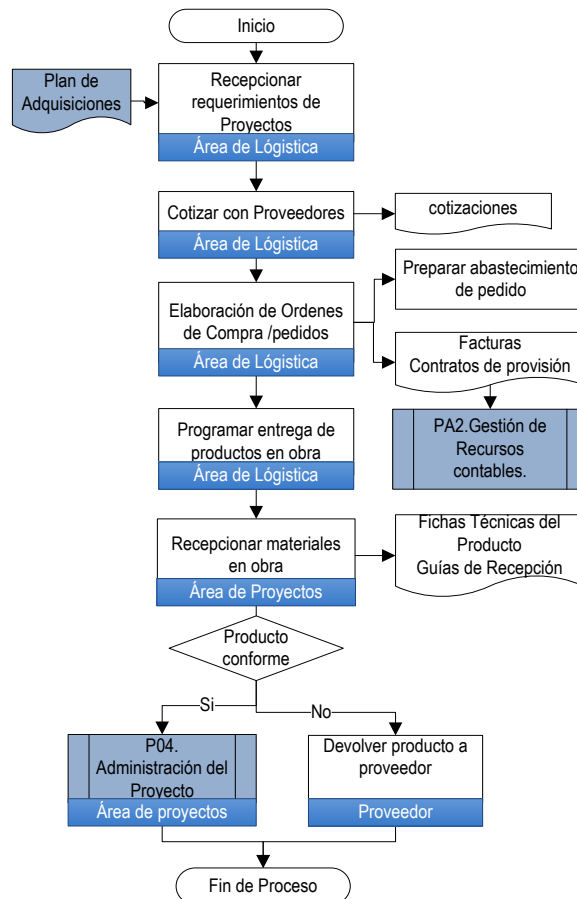 Inicio
Plan de
Adquisiciones
Recepcionar
requerimientos de
Proyectos
Área de Lógistica
Cotizar con Proveedores
Área de Lógistica
cotizaciones
Elaboración de Ordenes
de Compra /pedidos
Área de Lógistica
Preparar abastecimiento
de pedido
Facturas
Contratos de provisión
PA2.Gestión de
Recursos
contables.
Programar entrega de
productos en obra
Área de Lógistica
Recepcionar materiales
en obra
Área de Proyectos
Fichas Técnicas del
Producto
Guías de Recepción
Producto
conforme
Si
No
P04.
Administración del
Proyecto
Área de proyectos
Devolver producto a
proveedor
Proveedor
Fin de Proceso